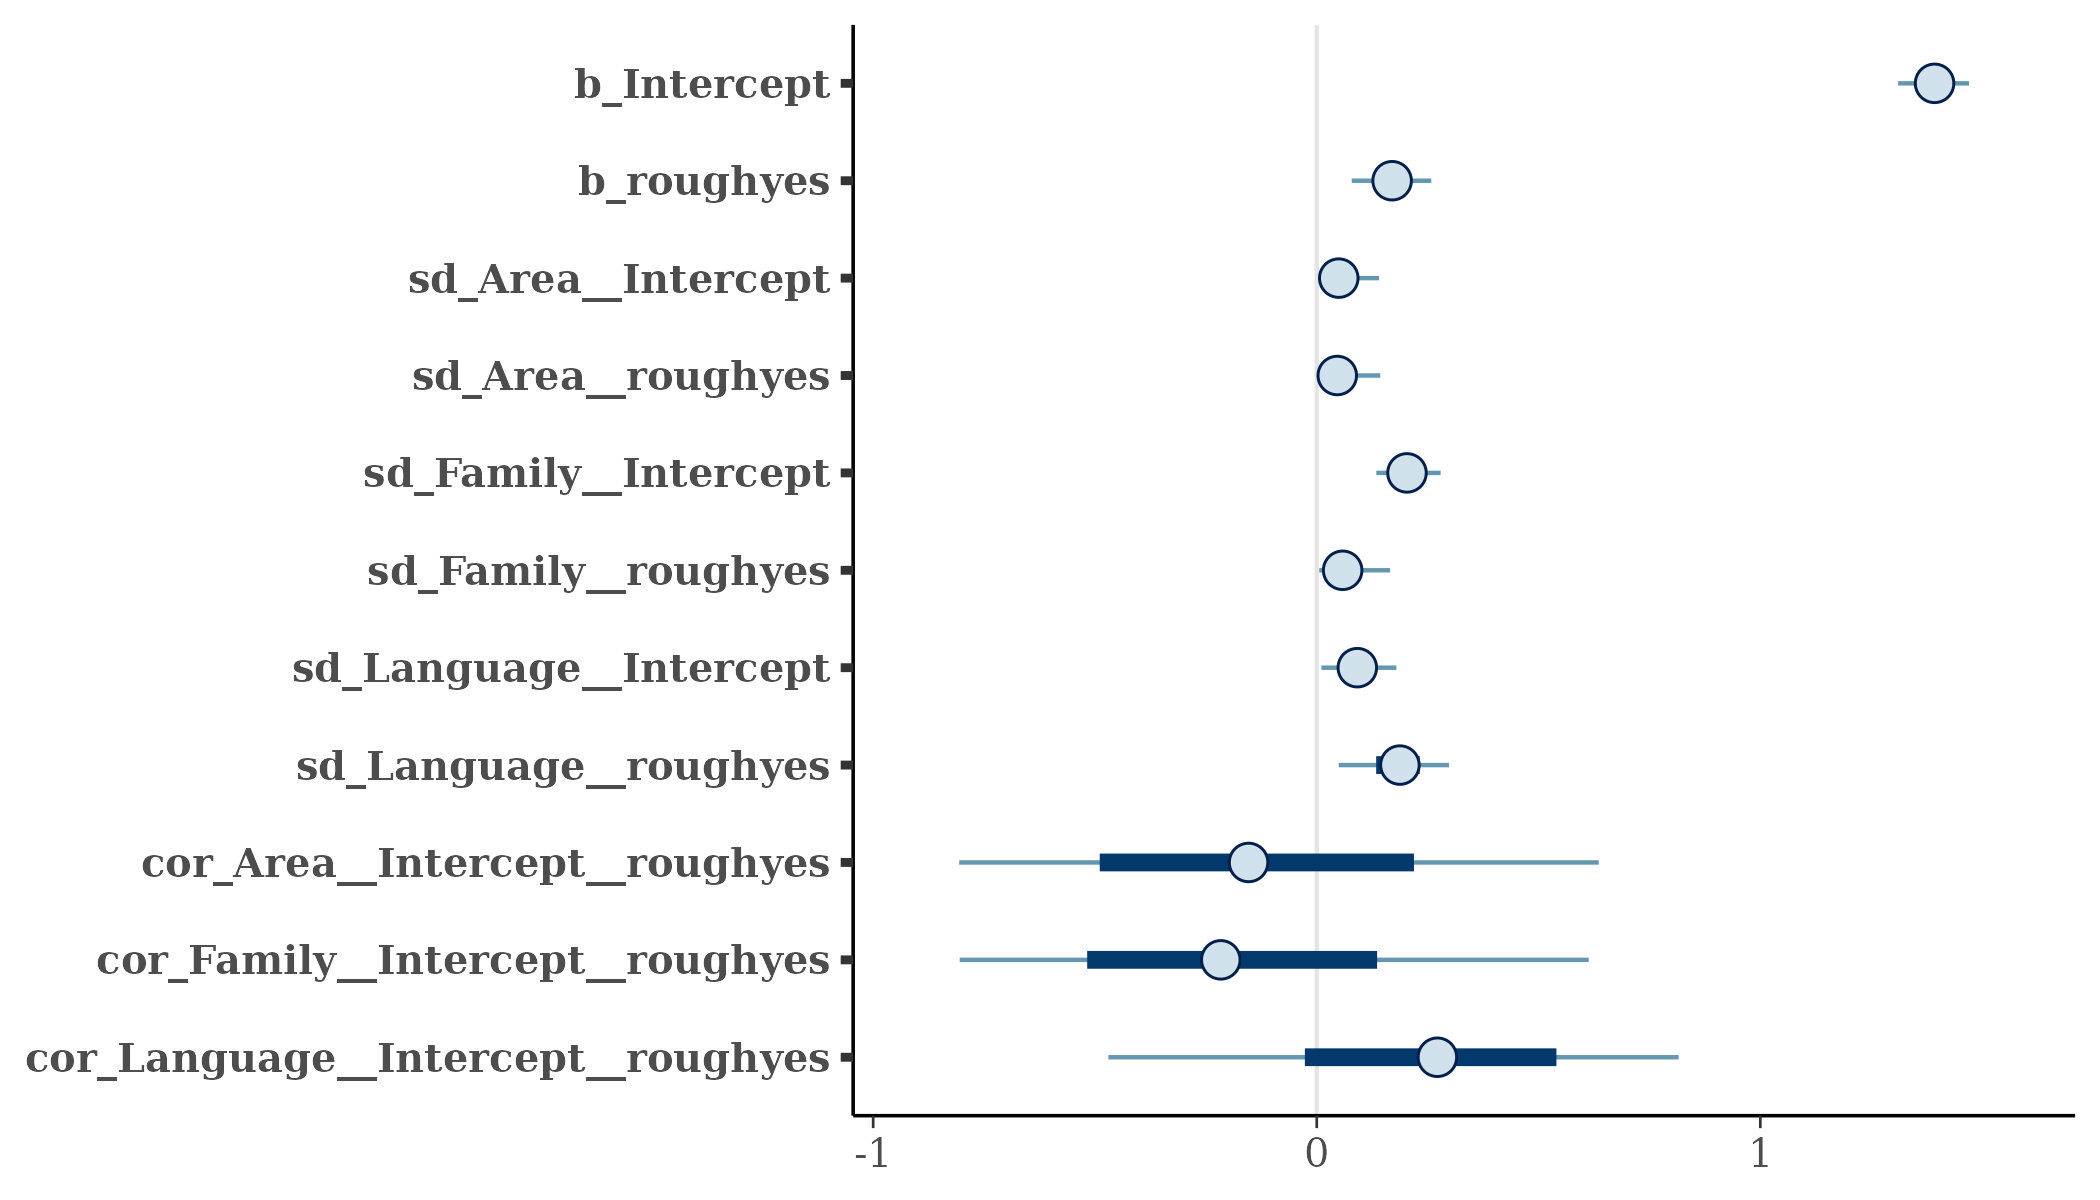 b_Intercept
b_roughyes
sd_Area__Intercept
sd_Area__roughyes
sd_Family__Intercept
sd_Family__roughyes
sd_Language__Intercept
sd_Language__roughyes
cor_Area__Intercept__roughyes
cor_Family__Intercept__roughyes
cor_Language__Intercept__roughyes
-1 0 1